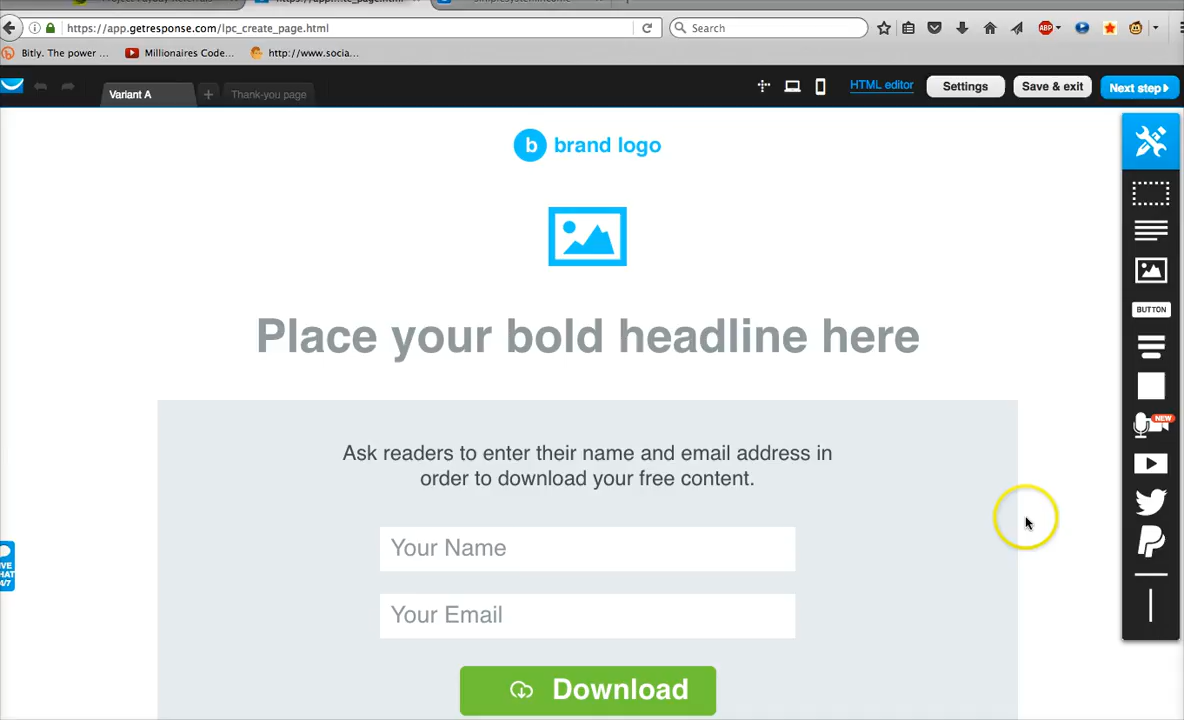 https://app.getresponse.com/lpc_create_page.html
Search
ABP
Bitly. The power ...
Millionaires Code...
http://www.socia...
Variant A
+
Thank-you page
HTML editor
Settings
Save & exit
Next step
b brand logo
Place your bold headline here
BUTTON
NEW
Ask readers to enter their name and email address in
order to download your free content.
Your Name
Your Email
Download